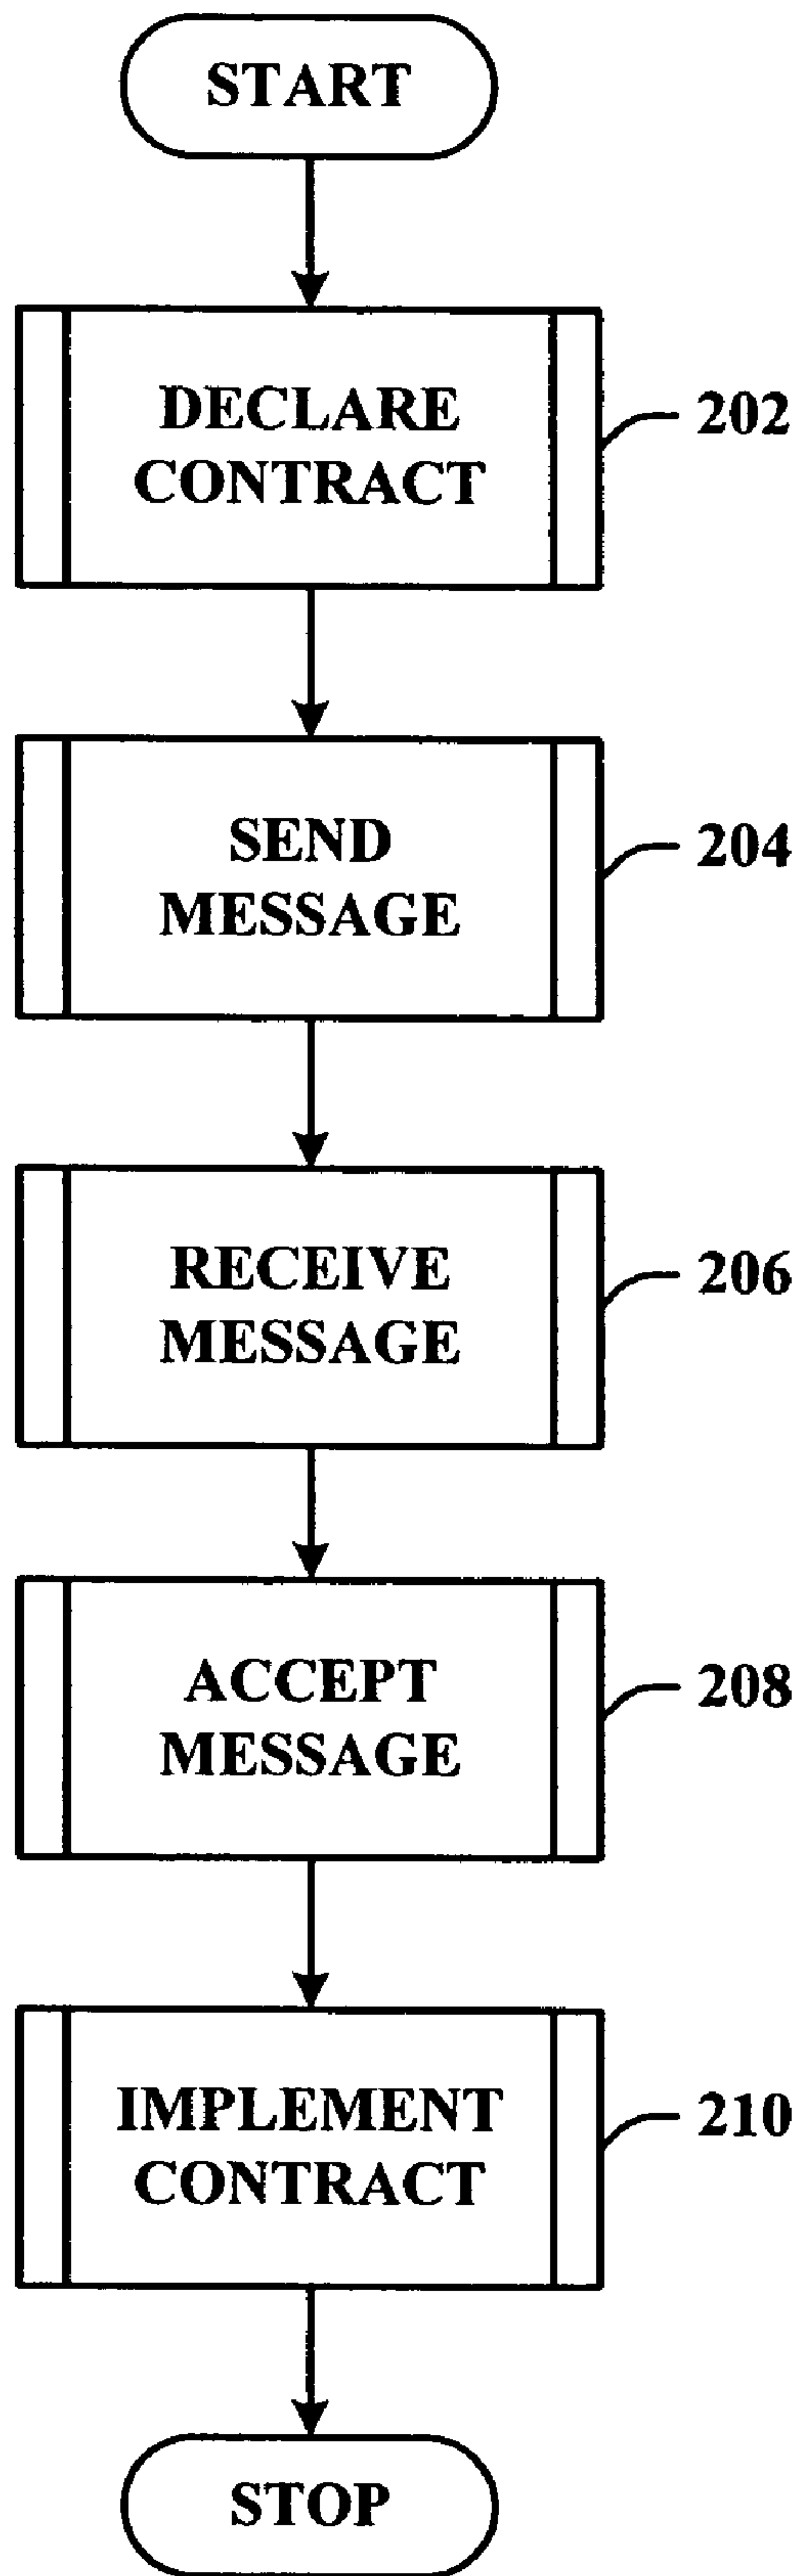 START
DECLARE
CONTRACT
202
SEND
MESSAGE
204
RECEIVE
MESSAGE
206
ACCEPT
MESSAGE
208
IMPLEMENT
CONTRACT
210
STOP